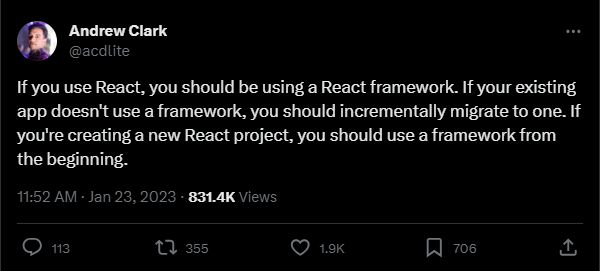 Andrew Clark
@acdlite
If you use React, you should be using a React framework. If your existing
app doesn't use a framework, you should incrementally migrate to one. If
you're creating a new React project, you should use a framework from
the beginning.
11:52 AM · Jan 23, 2023 · 831.4K Views
113 355 1.9K 706